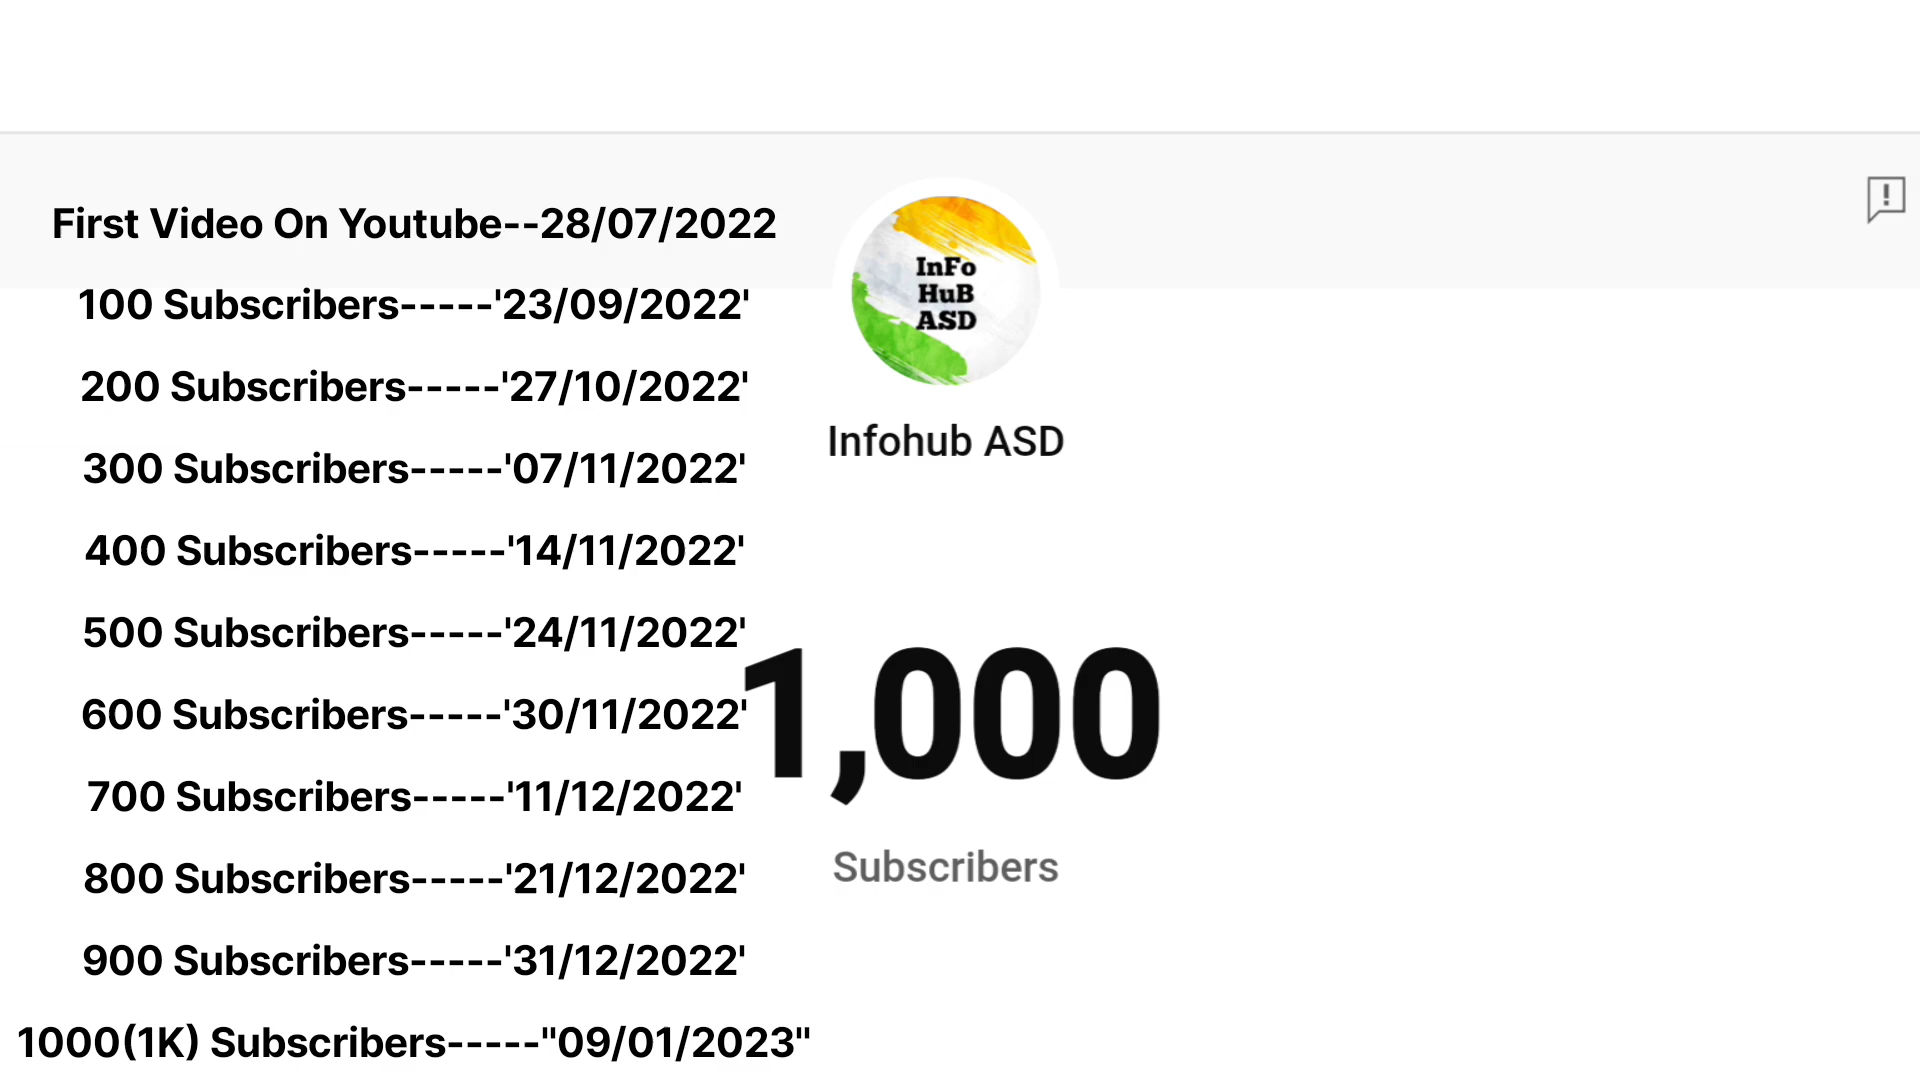 First Video On Youtube--28/07/2022
100 Subscribers-----'23/09/2022'
200 Subscribers-----'27/10/2022'
300 Subscribers-----'07/11/2022'
400 Subscribers-----'14/11/2022'
500 Subscribers-----'24/11/2022'
600 Subscribers-----'30/11/2022'
700 Subscribers-----'11/12/2022'
800 Subscribers-----'21/12/2022'
900 Subscribers-----'31/12/2022'
1000(1K) Subscribers-----"09/01/2023"
InFo
HuB
ASD
Infohub ASD
1,000
Subscribers